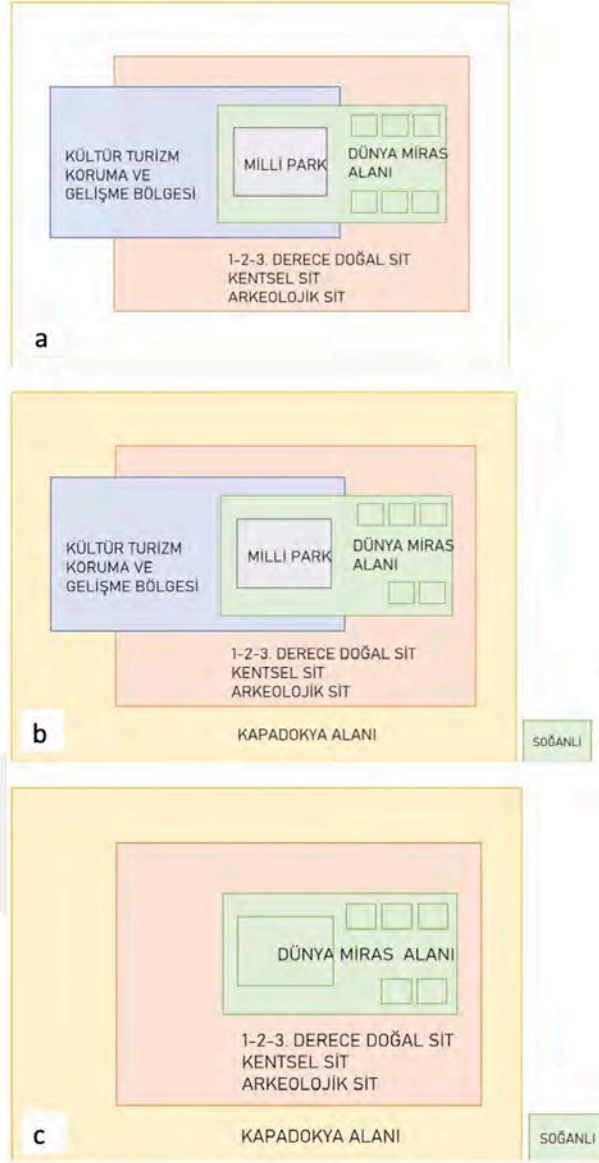 KÜLTÜR TURİZM
KORUMA VE
GELİŞME BÖLGESİ
MİLLİ PARK
DÜNYA MİRAS
ALANI
1-2-3. DERECE DOĞAL SİT
KENTSEL SİT
ARKEOLOJİK SİT
a
KÜLTÜR TURİZM
KORUMA VE
GELİŞME BÖLGESİ
MİLLİ PARK
DÜNYA MİRAS
ALANI
1-2-3. DERECE DOĞAL SİT
KENTSEL SİT
ARKEOLOJİK SİT
b
KAPADOKYA ALANI
SOĞANLI
DÜNYA MİRAS ALANI
1-2-3. DERECE DOĞAL SİT
KENTSEL SİT
ARKEOLOJİK SİT
c
KAPADOKYA ALANI
SOĞANLI